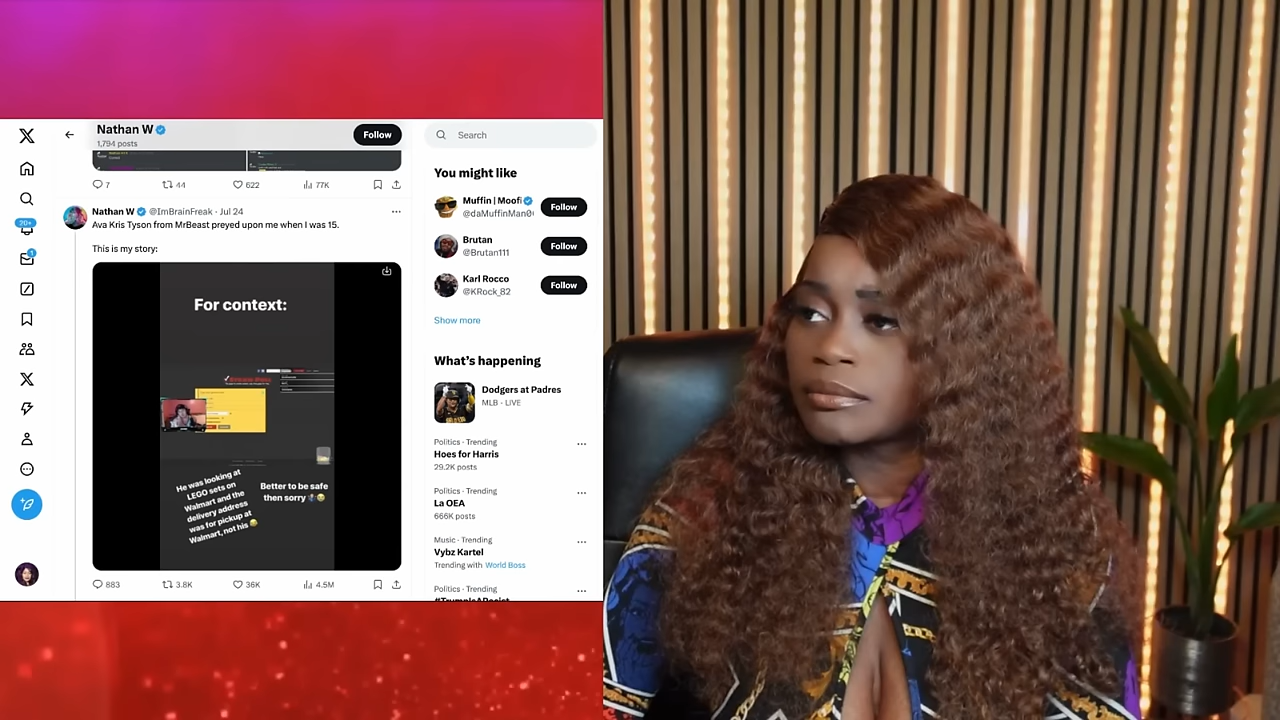 Nathan W
1,794 posts
Follow
7
44
622
77K
Nathan W @ImBrainFreak · Jul 24
Ava Kris Tyson from MrBeast preyed upon me when I was 15.
This is my story:
For context:
He was looking at
LEGO sets on
Walmart and the
delivery address
was for pickup at
Walmart, not his
Better to be safe
then sorry
883
3.8K
36K
4.5M
20+
1
Search
You might like
Muffin | Moofi
@daMuffinMan0
Follow
Brutan
@Brutan111
Follow
Karl Rocco
@KRock_82
Follow
Show more
What's happening
Dodgers at Padres
MLB · LIVE
Politics · Trending
Hoes for Harris
29.2K posts
Politics · Trending
La OEA
666K posts
Music · Trending
Vybz Kartel
Trending with World Boss
Politics · Trending